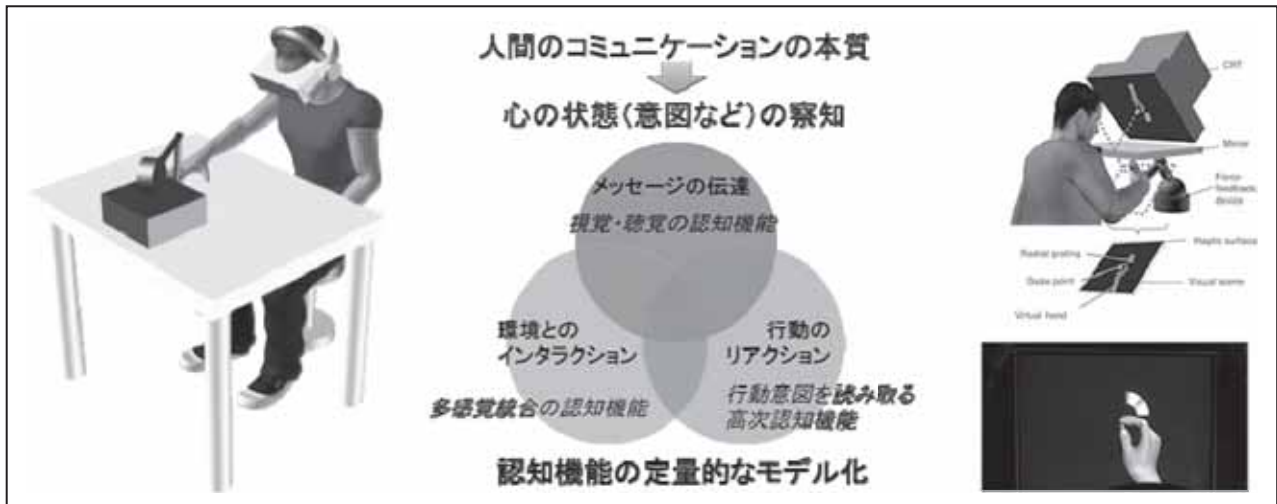 人間のコミュニケーションの本質
心の状態(意図など)の察知
メッセージの伝達
視覚・聴覚の認知機能
環境との
インタラクション
多感覚統合の認知機能
行動の
リアクション
行動意図を読み取る
高次認知機能
認知機能の定量的なモデル化
CRT
Mirror
Force-
feedback
device
Haptic surface
Radial grating
Visual scene
Virtual hand